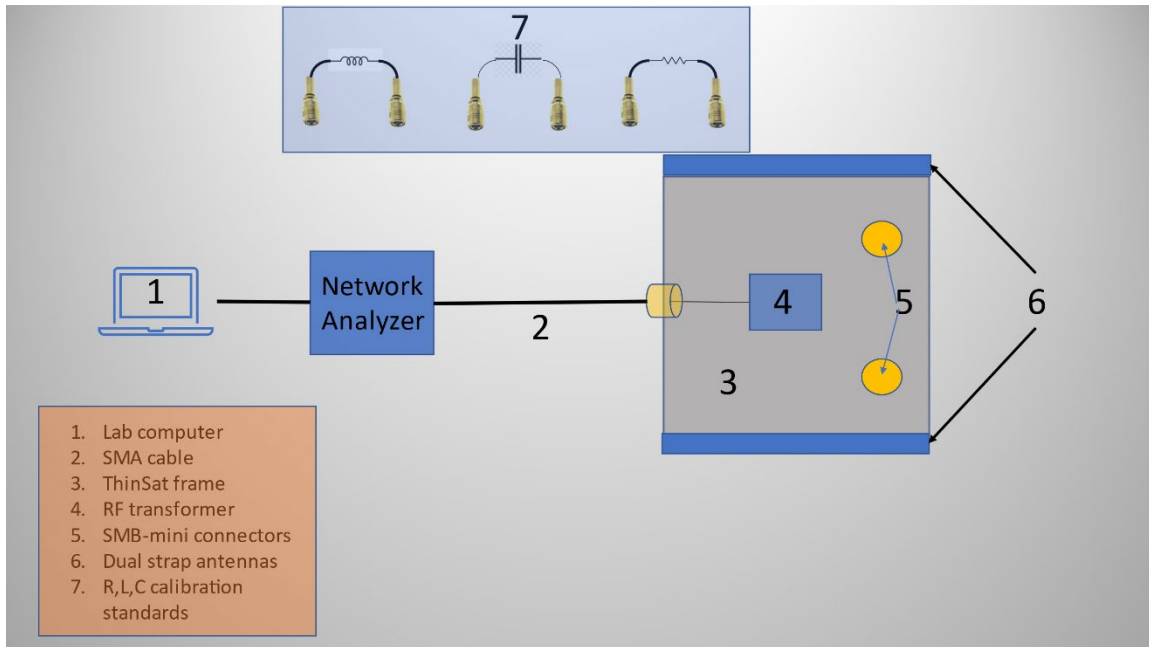 7
1
Network
Analyzer
2
3
4
5
6
1. Lab computer
2. SMA cable
3. ThinSat frame
4. RF transformer
5. SMB-mini connectors
6. Dual strap antennas
7. R,L,C calibration
standards